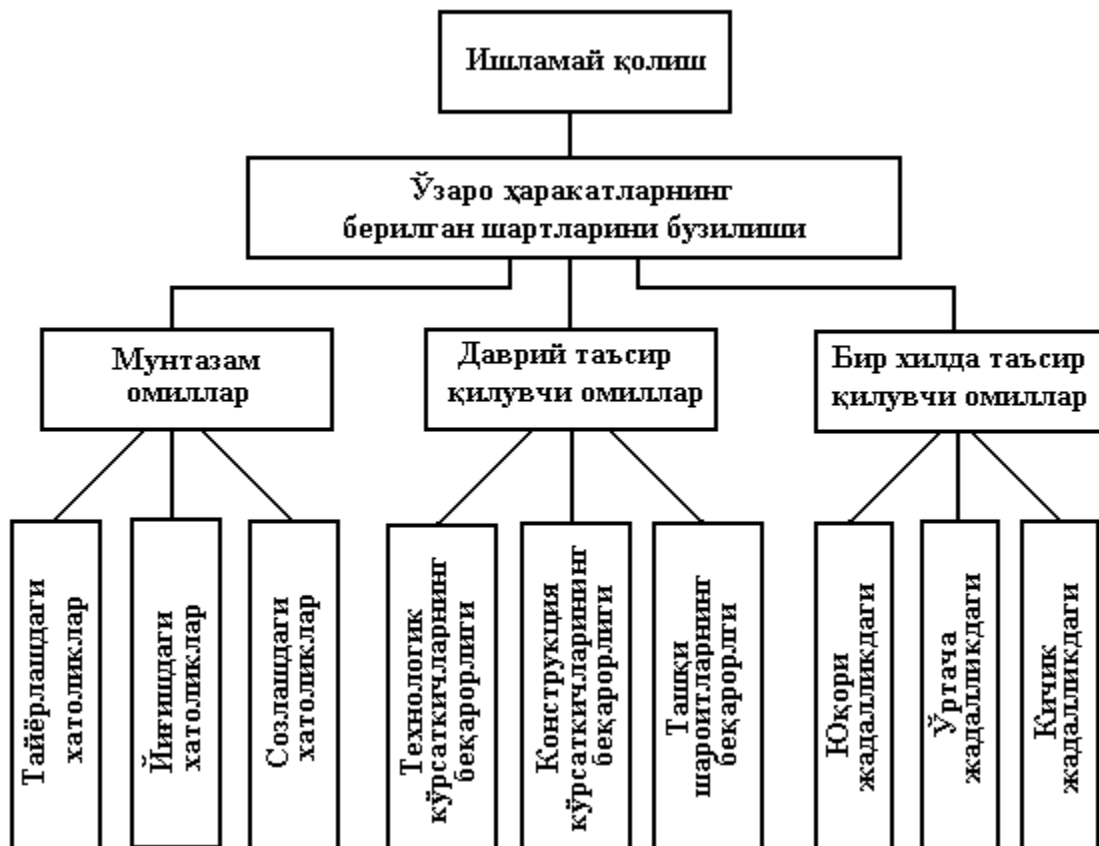 Ишламай қолиш
Ўзаро ҳаракатларнинг
берилган шартларини бузилиши
Мунтазам
омиллар
Даврий таъсир
қилувчи омиллар
Бир хилда таъсир
қилувчи омиллар
Тайёрлашдаги
хатоликлар
Йиғишдаги
хатоликлар
Созлашдаги
хатоликлар
Технологик
кўрсаткичларнинг
беқарорлиги
Конструкция
кўрсаткичларининг
беқарорлиги
Ташқи
шароитларнинг
беқарорлги
Юқори
жадалликдаги
Ўртача
жадалликдаги
Кичик
жадалликдаги